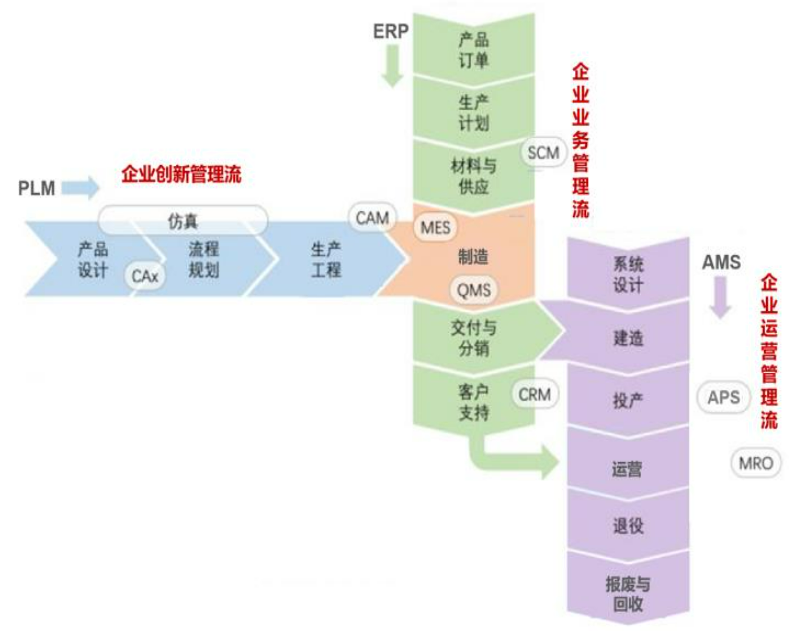 ERP
产品
订单
生产
计划
材料与
供应
SCM
企业业务管理流
PLM
企业创新管理流
仿真
产品
设计
CAx
流程
规划
生产
工程
CAM
MES
制造
QMS
交付与
分销
客户
支持
CRM
系统
设计
AMS
企业运营管理流
建造
投产
APS
运营
MRO
退役
报废与
回收